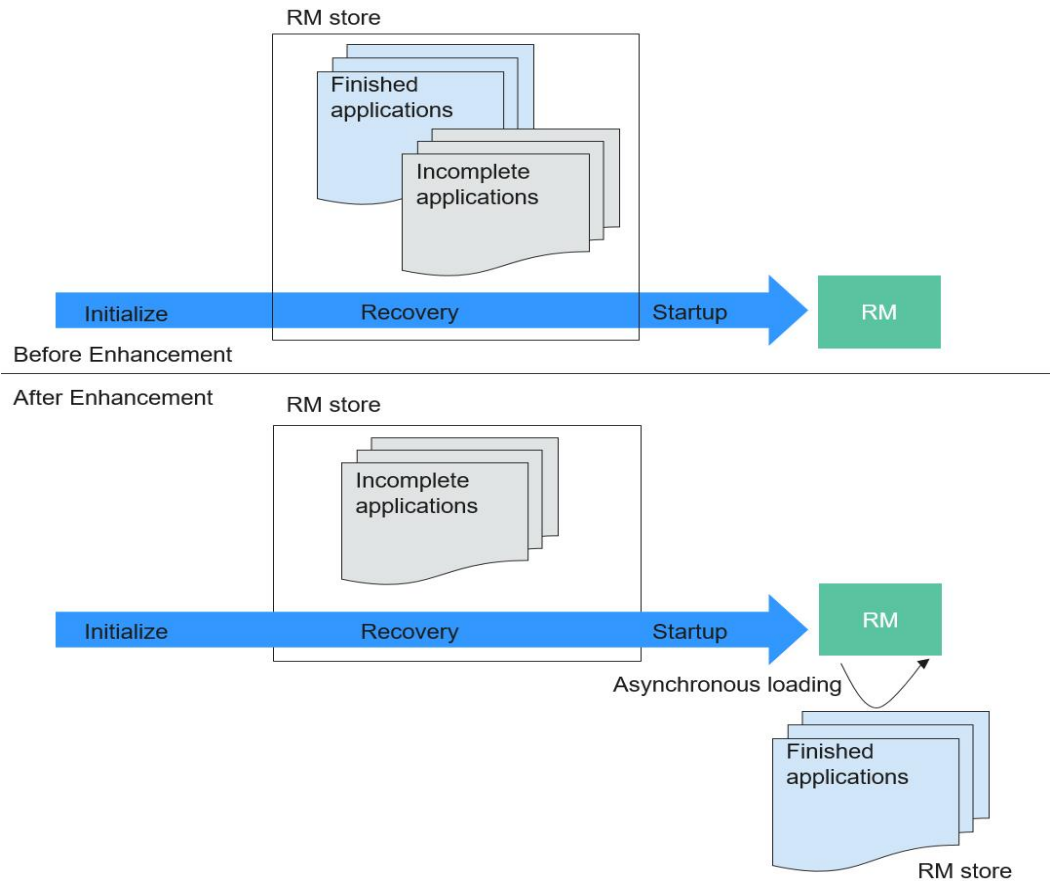 RM store
Finished
applications
Incomplete
applications
Initialize
Recovery
Startup
RM
Before Enhancement
After Enhancement
RM store
Incomplete
applications
Initialize
Recovery
Startup
RM
Asynchronous loading
Finished
applications
RM store